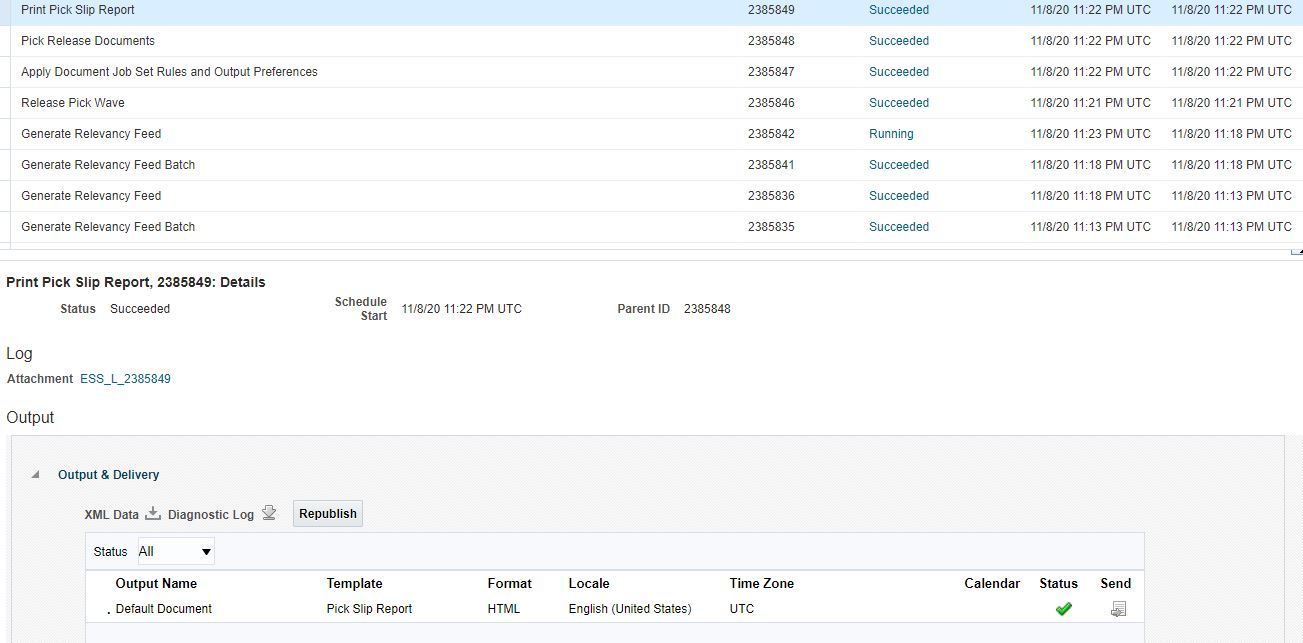 Print Pick Slip Report 2385849 Succeeded 11/8/20 11:22 PM UTC 11/8/20 11:22 PM UTC
Pick Release Documents 2385848 Succeeded 11/8/20 11:22 PM UTC 11/8/20 11:22 PM UTC
Apply Document Job Set Rules and Output Preferences 2385847 Succeeded 11/8/20 11:22 PM UTC 11/8/20 11:22 PM UTC
Release Pick Wave 2385846 Succeeded 11/8/20 11:21 PM UTC 11/8/20 11:21 PM UTC
Generate Relevancy Feed 2385842 Running 11/8/20 11:23 PM UTC 11/8/20 11:18 PM UTC
Generate Relevancy Feed Batch 2385841 Succeeded 11/8/20 11:18 PM UTC 11/8/20 11:18 PM UTC
Generate Relevancy Feed 2385836 Succeeded 11/8/20 11:18 PM UTC 11/8/20 11:13 PM UTC
Generate Relevancy Feed Batch 2385835 Succeeded 11/8/20 11:13 PM UTC 11/8/20 11:13 PM UTC
Print Pick Slip Report, 2385849: Details
Status Succeeded
Schedule
Start 11/8/20 11:22 PM UTC
Parent ID 2385848
Log
Attachment ESS_L_2385849
Output
Output & Delivery
XML Data Diagnostic Log Republish
Status All
Output Name Template Format Locale Time Zone Calendar Status Send
Default Document Pick Slip Report HTML English (United States) UTC